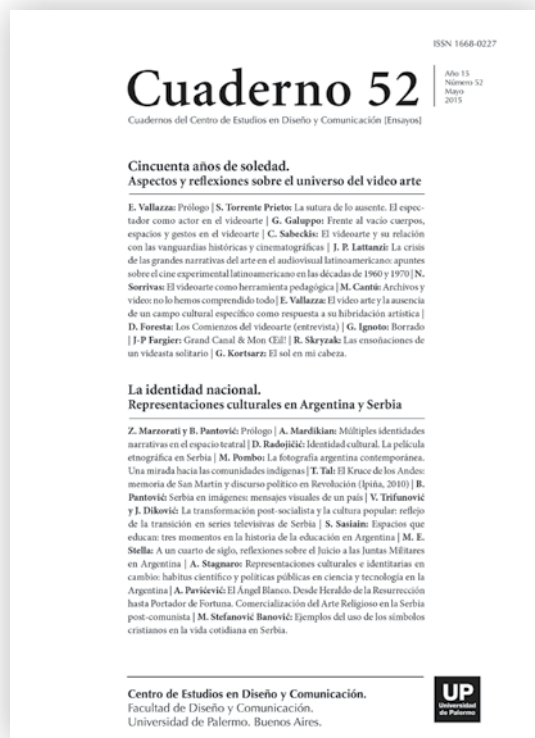 ISSN 1668-0227
Cuaderno 52
Año 15
Número 52
Mayo
2015
Cuadernos del Centro de Estudios en Diseño y Comunicación [Ensayos]
Cincuenta años de soledad.
Aspectos y reflexiones sobre el universo del video arte
E. Vallazza: Prólogo | S. Torrente Prieto: La sutura de lo ausente. El espec-
tador como actor en el videoarte | G. Galuppo: Frente al vacío cuerpos,
espacios y gestos en el videoarte | C. Sabeckis: El videoarte y su relación
con las vanguardias históricas y cinematográficas | J. P. Lattanzi: La crisis
de las grandes narrativas del arte en el audiovisual latinoamericano: apuntes
sobre el cine experimental latinoamericano en las décadas de 1960 y 1970 | N.
Sorrivas: El videoarte como herramienta pedagógica | M. Cantú: Archivos y
video: no lo hemos comprendido todo | E. Vallazza: El video arte y la ausencia
de un campo cultural específico como respuesta a su hibridación artística |
D. Foresta: Los Comienzos del videoarte (entrevista) | G. Ignoto: Borrado
| J-P Fargier: Grand Canal & Mon Œil! | R. Skryzak: Las ensoñaciones de
un videasta solitario | G. Kortsarz: El sol en mi cabeza.
La identidad nacional.
Representaciones culturales en Argentina y Serbia
Z. Marzorati y B. Pantović: Prólogo | A. Mardikian: Múltiples identidades
narrativas en el espacio teatral | D. Radojičić: Identidad cultural. La película
etnográfica en Serbia | M. Pombo: La fotografía argentina contemporánea.
Una mirada hacia las comunidades indígenas | T. Tal: El Kruce de los Andes:
memoria de San Martín y discurso político en Revolución (Ipiña, 2010) | B.
Pantović: Serbia en imágenes: mensajes visuales de un país | V. Trifunović
y J. Diković: La transformación post-socialista y la cultura popular: reflejo
de la transición en series televisivas de Serbia | S. Sasiain: Espacios que
educan: tres momentos en la historia de la educación en Argentina | M. E.
Stella: A un cuarto de siglo, reflexiones sobre el Juicio a las Juntas Militares
en Argentina | A. Stagnaro: Representaciones culturales e identitarias en
cambio: habitus científico y políticas públicas en ciencia y tecnología en la
Argentina | A. Pavićević: El Ángel Blanco. Desde Heraldo de la Resurrección
hasta Portador de Fortuna. Comercialización del Arte Religioso en la Serbia
post-comunista | M. Stefanović Banović: Ejemplos del uso de los símbolos
cristianos en la vida cotidiana en Serbia.
Centro de Estudios en Diseño y Comunicación.
Facultad de Diseño y Comunicación.
Universidad de Palermo. Buenos Aires.
UP
Universidad
de Palermo